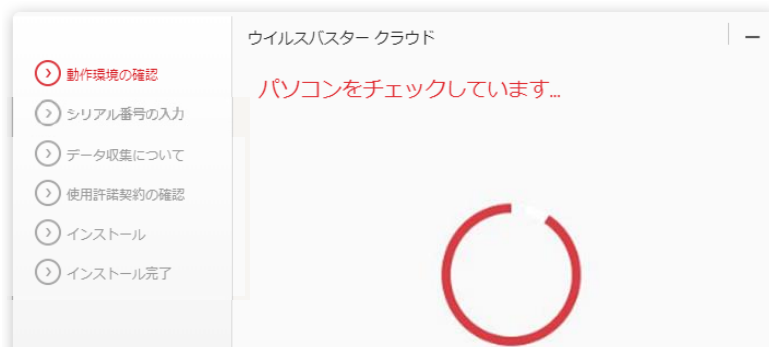 ウイルスバスター クラウド
動作環境の確認
パソコンをチェックしています...
シリアル番号の入力
データ収集について
使用許諾契約の確認
インストール
インストール完了